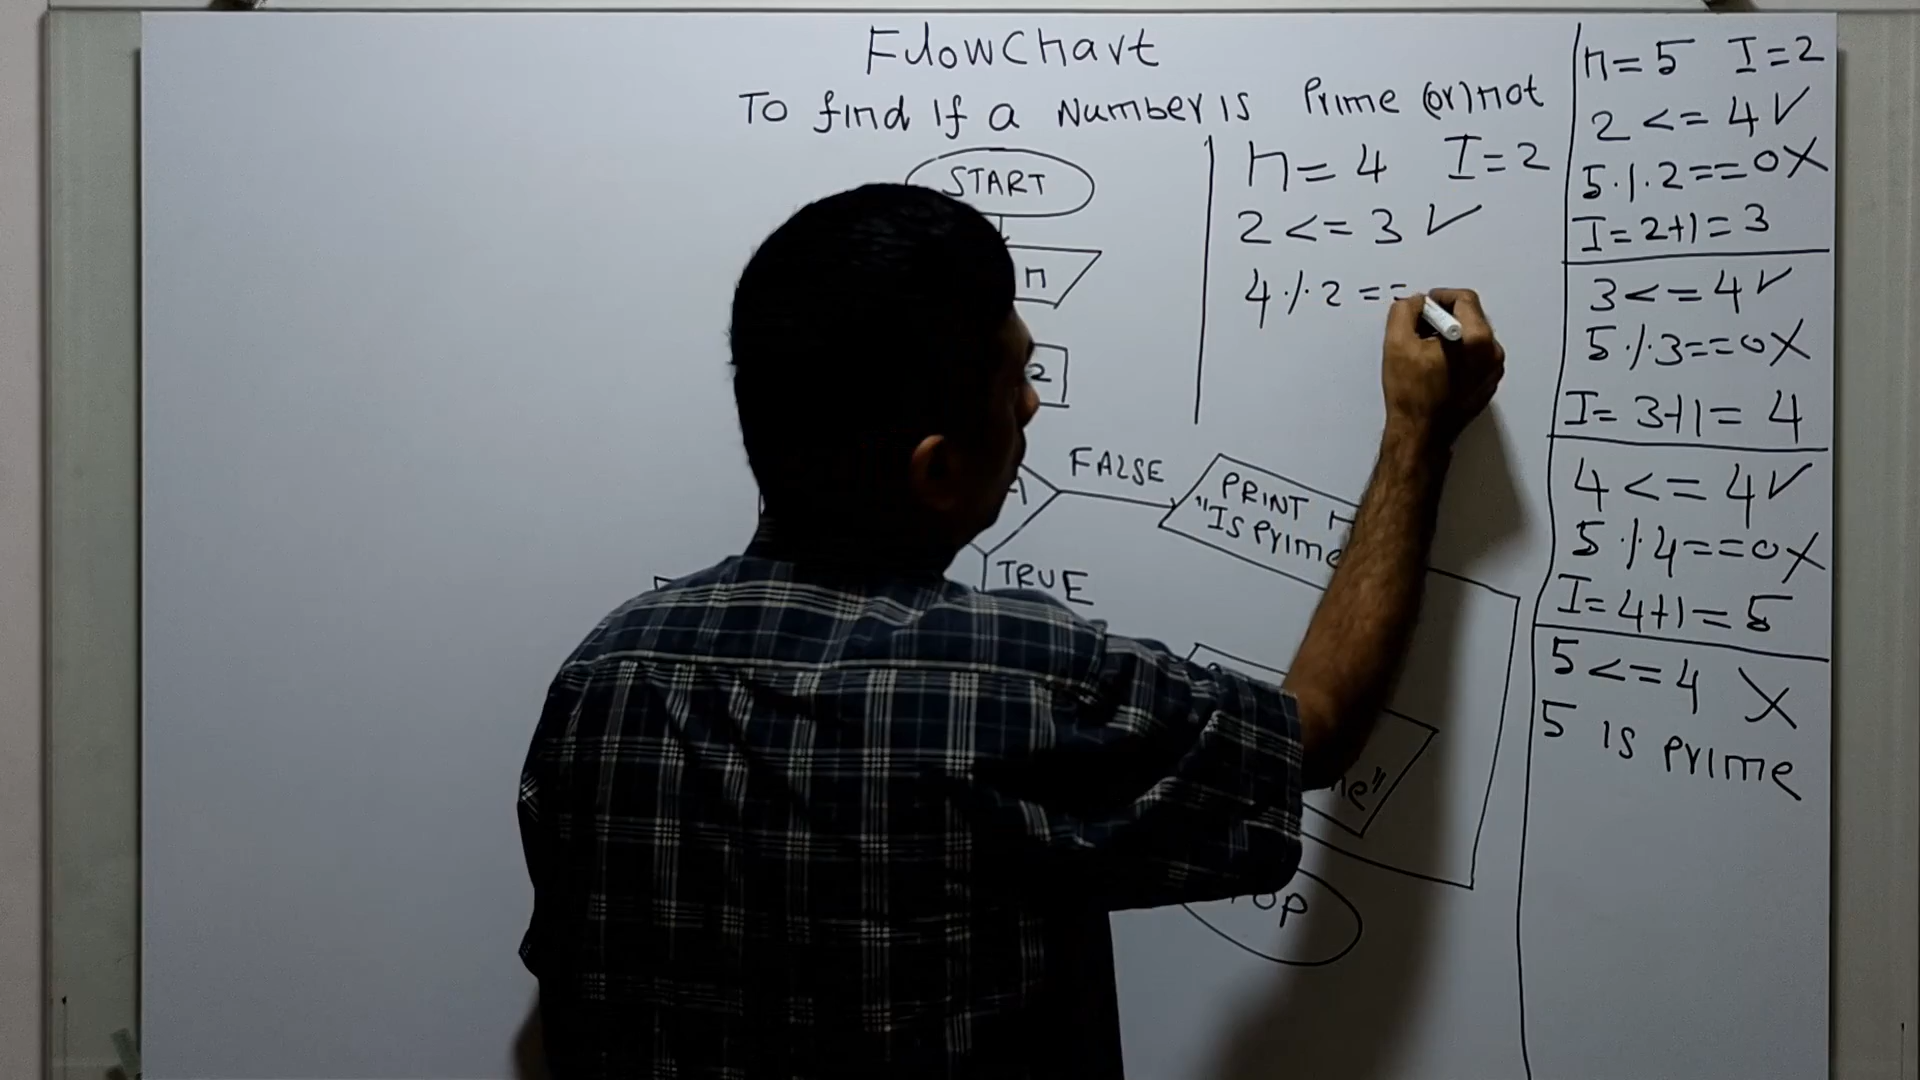 FLOWCHART
To find If a Number is Prime (or) not
START
n
2
FALSE
PRINT
"Is Prime
TRUE
n = 4 I = 2
2 <= 3 ✓
4 % 2 ==
n = 5 I = 2
2 <= 4 ✓
5 % 2 == 0 X
I = 2+1 = 3
3 <= 4 ✓
5 % 3 == 0 X
I = 3+1 = 4
4 <= 4 ✓
5 % 4 == 0 X
I = 4+1 = 5
5 <= 4 X
5 is prime